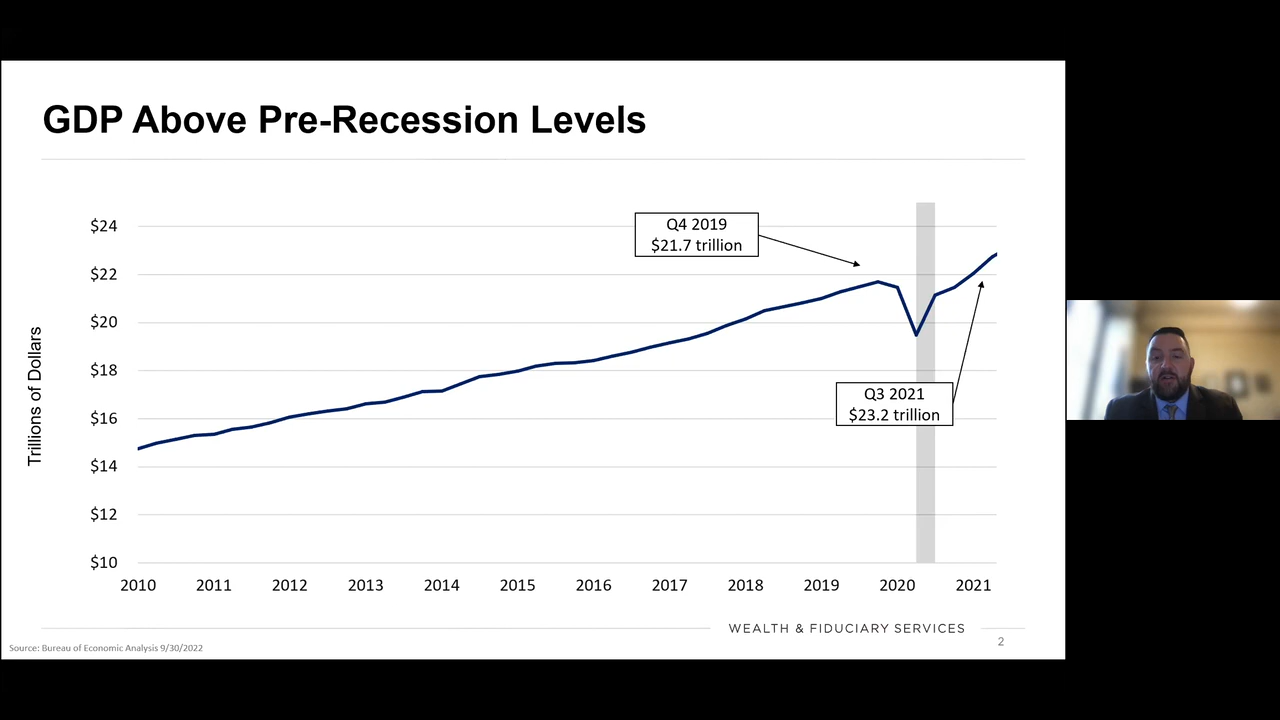 GDP Above Pre-Recession Levels
Trillions of Dollars
$24
$22
$20
$18
$16
$14
$12
$10
Q4 2019
$21.7 trillion
Q3 2021
$23.2 trillion
2010 2011 2012 2013 2014 2015 2016 2017 2018 2019 2020 2021
WEALTH & FIDUCIARY SERVICES
2
Source: Bureau of Economic Analysis 9/30/2022